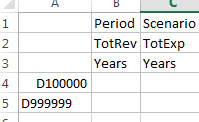 A B C
1 Period Scenario
2 TotRev TotExp
3 Years Years
4 D100000
5 D999999